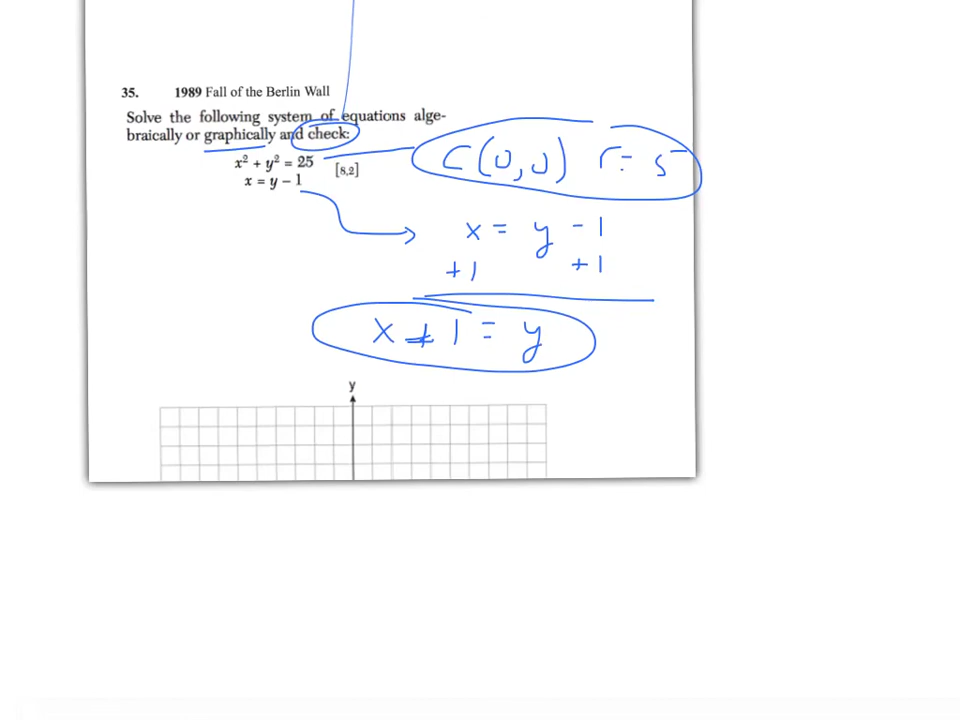 35. 1989 Fall of the Berlin Wall
Solve the following system of equations alge-
braically or graphically and check:
x² + y² = 25 [8,2]
x = y − 1
C(0,0) r = 5
x = y − 1
+1 +1
x + 1 = y
y